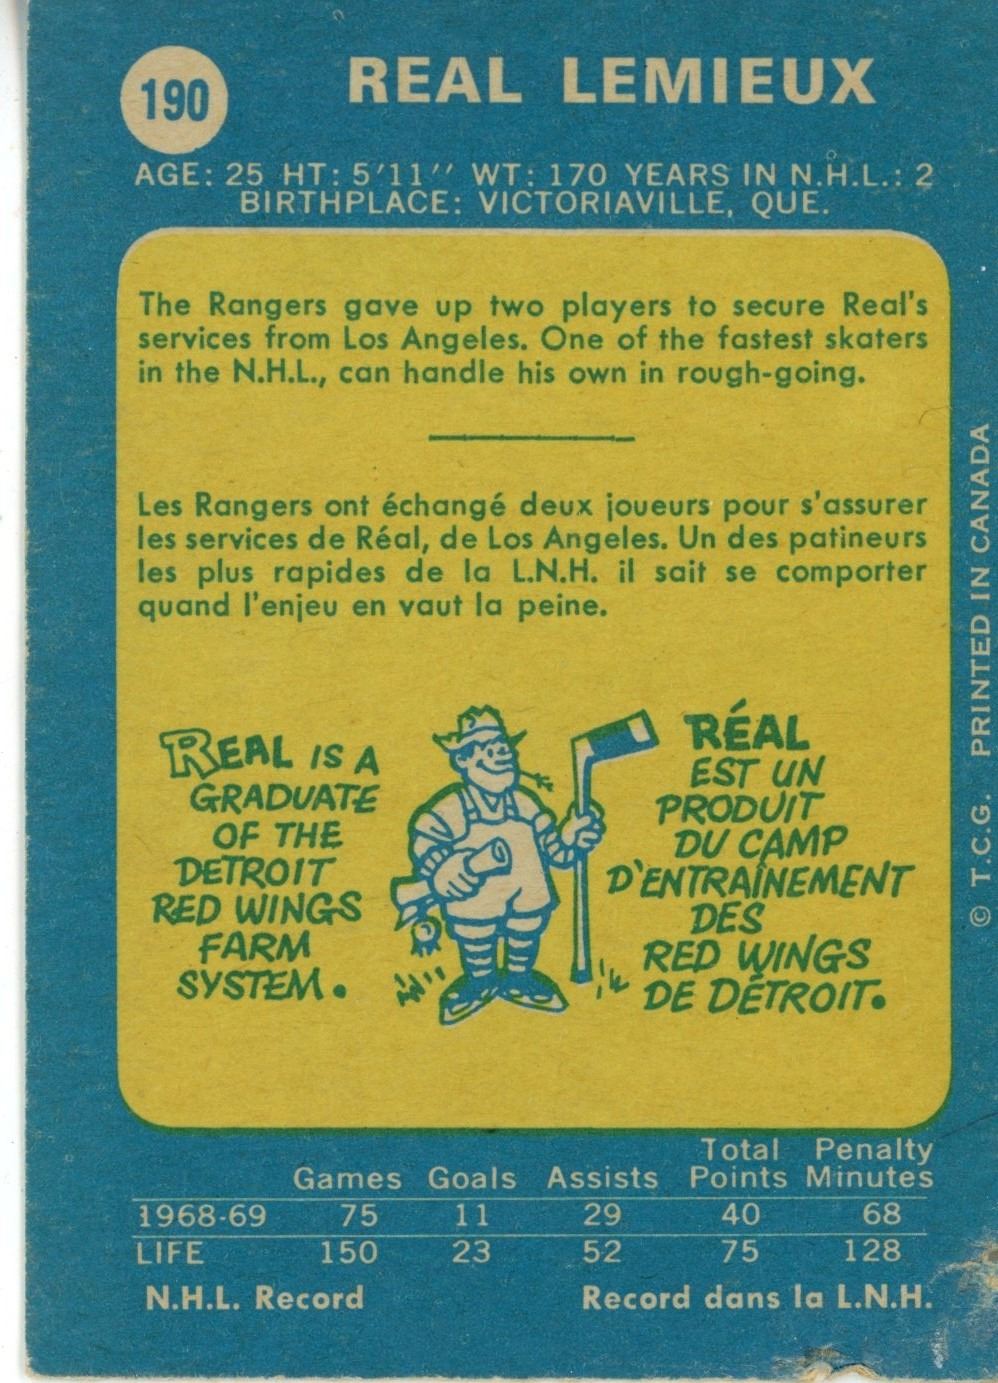 190
REAL LEMIEUX
AGE: 25 HT: 5'11'' WT: 170 YEARS IN N.H.L.: 2
BIRTHPLACE: VICTORIAVILLE, QUE.
The Rangers gave up two players to secure Real's
services from Los Angeles. One of the fastest skaters
in the N.H.L., can handle his own in rough-going.
Les Rangers ont échangé deux joueurs pour s'assurer
les services de Réal, de Los Angeles. Un des patineurs
les plus rapides de la L.N.H. il sait se comporter
quand l'enjeu en vaut la peine.
REAL IS A
GRADUATE
OF THE
DETROIT
RED WINGS
FARM
SYSTEM.
RÉAL
EST UN
PRODUIT
DU CAMP
D'ENTRAÎNEMENT
DES
RED WINGS
DE DÉTROIT.
Games Goals Assists Total Points Penalty Minutes
1968-69 75 11 29 40 68
LIFE 150 23 52 75 128
N.H.L. Record Record dans la L.N.H.
© T.C.G. PRINTED IN CANADA